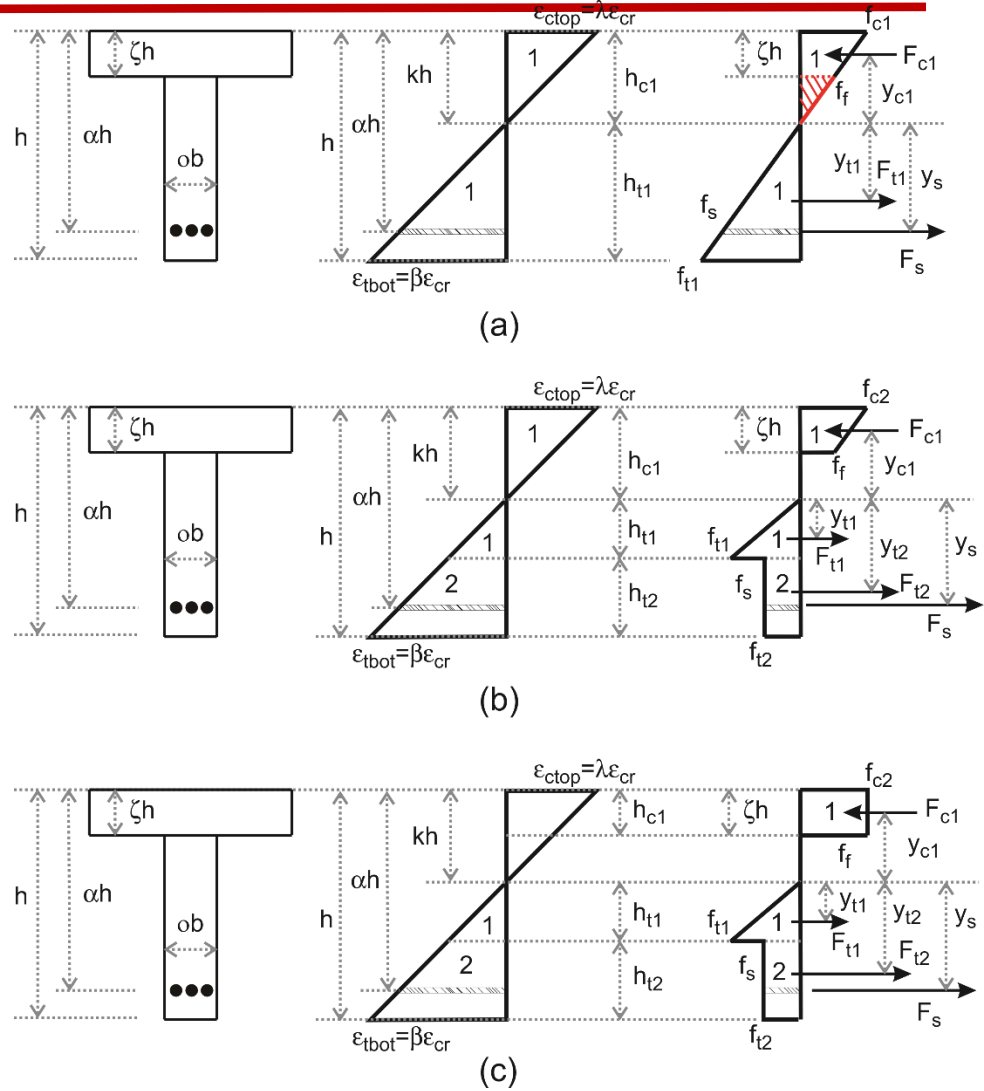 εctop=λεcr
fc1
ζh
kh
hc1
ζh
1
1
Fc1
ff
yc1
h
αh
h
αh
οb
ht1
1
fs
yt1
Ft1
ys
1
Fs
εtbot=βεcr
ft1
(a)
εctop=λεcr
fc2
ζh
kh
hc1
ζh
1
1
Fc1
ff
yc1
h
αh
h
αh
οb
ht1
1
ft1
1
yt1
Ft1
yt2
ys
2
ht2
fs
2
Ft2
Fs
εtbot=βεcr
ft2
(b)
εctop=λεcr
fc2
ζh
kh
hc1
ζh
1
Fc1
ff
yc1
h
αh
h
αh
οb
ht1
1
ft1
1
yt1
Ft1
yt2
ys
2
ht2
fs
2
Ft2
Fs
εtbot=βεcr
ft2
(c)